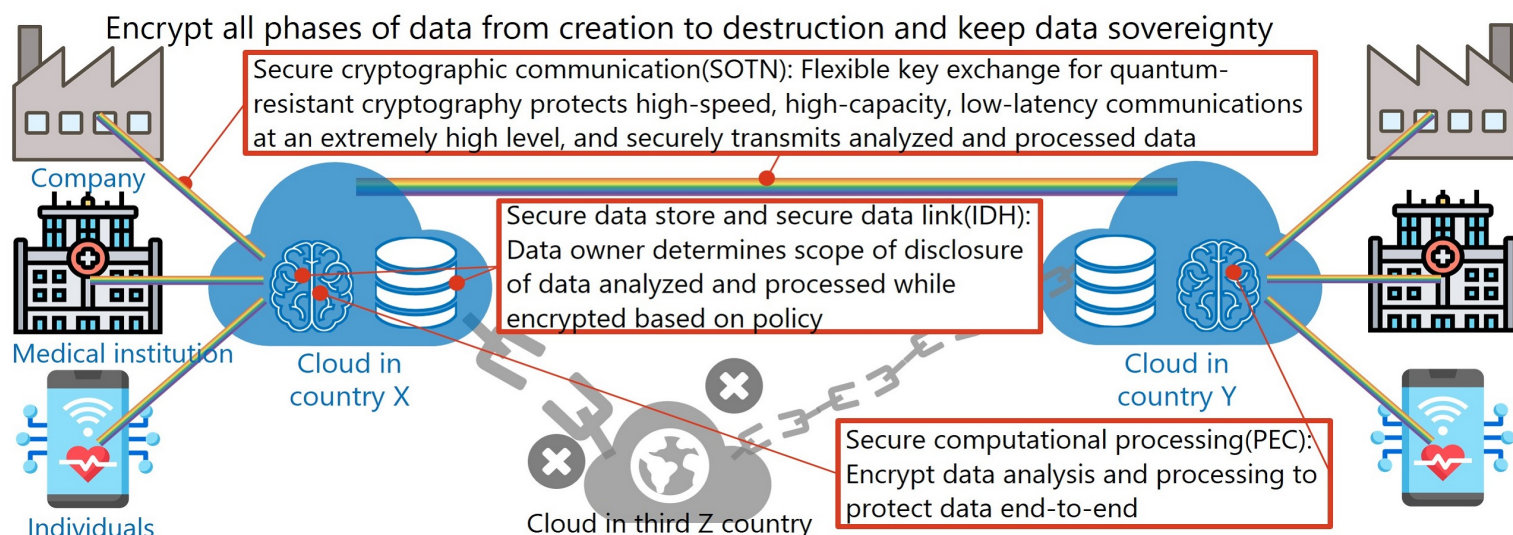 Encrypt all phases of data from creation to destruction and keep data sovereignty
Secure cryptographic communication(SOTN): Flexible key exchange for quantum-
resistant cryptography protects high-speed, high-capacity, low-latency communications
at an extremely high level, and securely transmits analyzed and processed data
Company
Secure data store and secure data link(IDH):
Data owner determines scope of disclosure
of data analyzed and processed while
encrypted based on policy
Medical institution
Cloud in
country X
Cloud in
country Y
Secure computational processing(PEC):
Encrypt data analysis and processing to
protect data end-to-end
Individuals
Cloud in third Z country